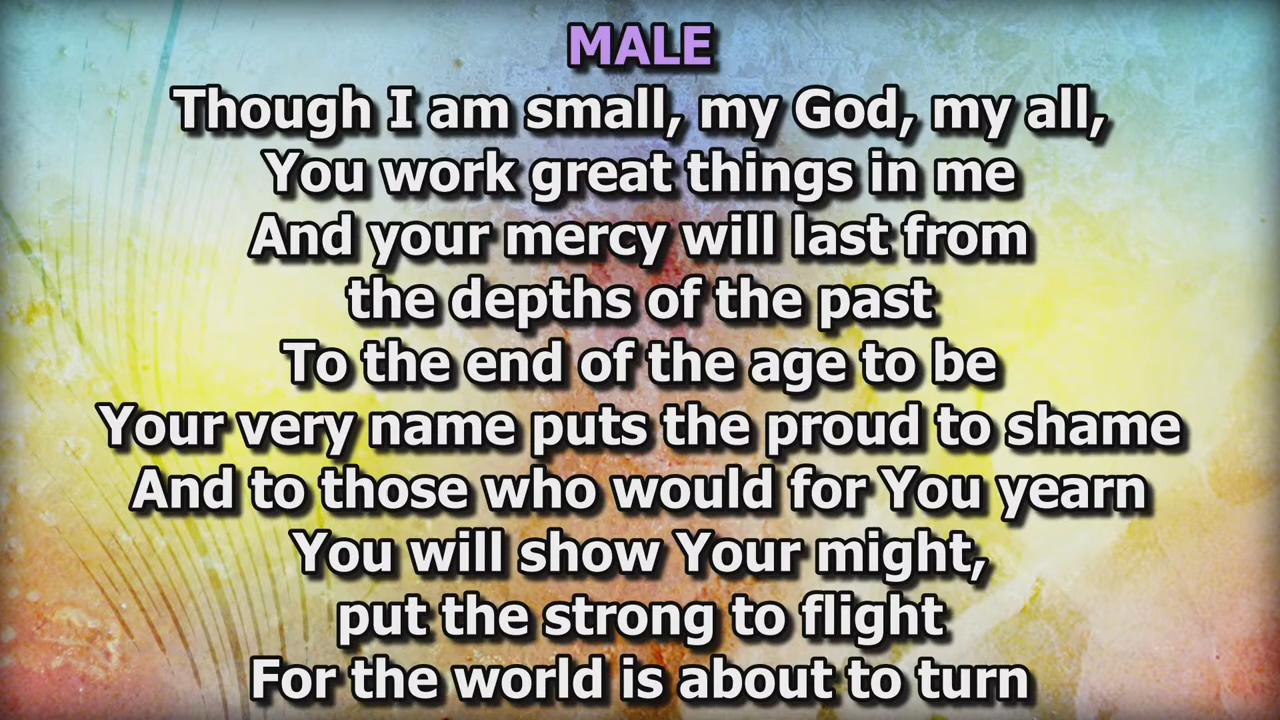 MALE
Though I am small, my God, my all,
You work great things in me
And your mercy will last from
the depths of the past
To the end of the age to be
Your very name puts the proud to shame
And to those who would for You yearn
You will show Your might,
put the strong to flight
For the world is about to turn